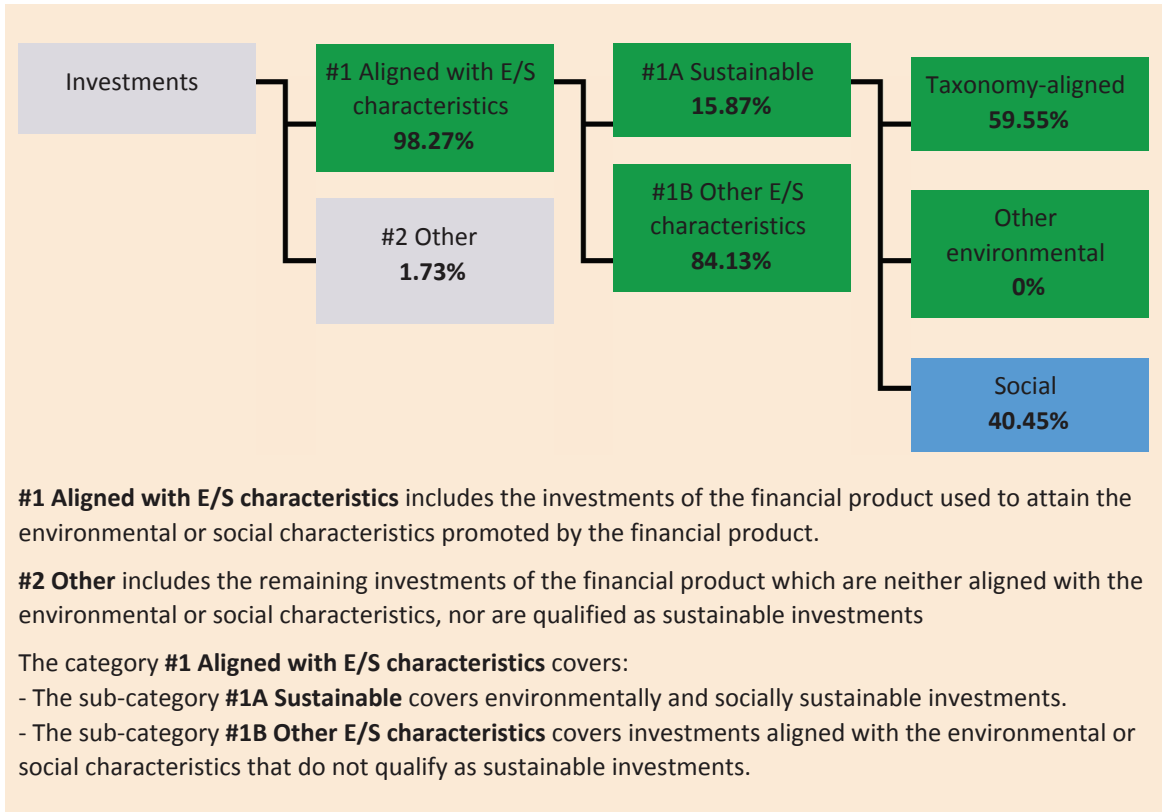 Investments
#1 Aligned with E/S
characteristics
98.27%
#2 Other
1.73%
#1A Sustainable
15.87%
#1B Other E/S
characteristics
84.13%
Taxonomy-aligned
59.55%
Other
environmental
0%
Social
40.45%
#1 Aligned with E/S characteristics includes the investments of the financial product used to attain the
environmental or social characteristics promoted by the financial product.
#2 Other includes the remaining investments of the financial product which are neither aligned with the
environmental or social characteristics, nor are qualified as sustainable investments
The category #1 Aligned with E/S characteristics covers:
- The sub-category #1A Sustainable covers environmentally and socially sustainable investments.
- The sub-category #1B Other E/S characteristics covers investments aligned with the environmental or
social characteristics that do not qualify as sustainable investments.